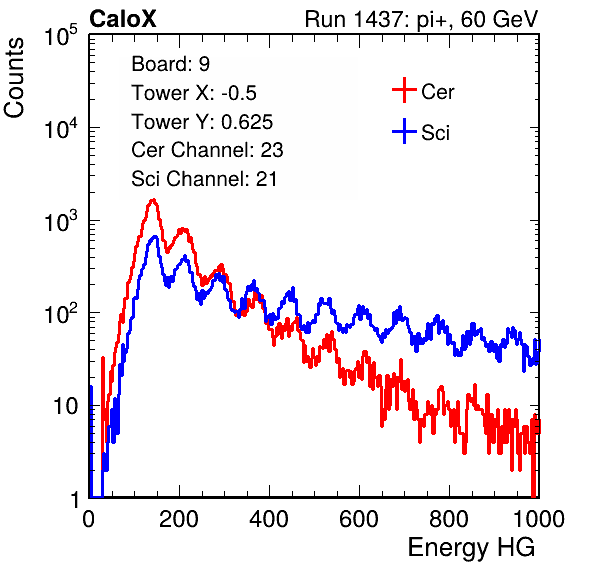 CaloX Run 1437: pi+, 60 GeV
Counts
Board: 9
Tower X: -0.5
Tower Y: 0.625
Cer Channel: 23
Sci Channel: 21
Cer
Sci
10^5
10^4
10^3
10^2
10
1
0 200 400 600 800 1000
Energy HG